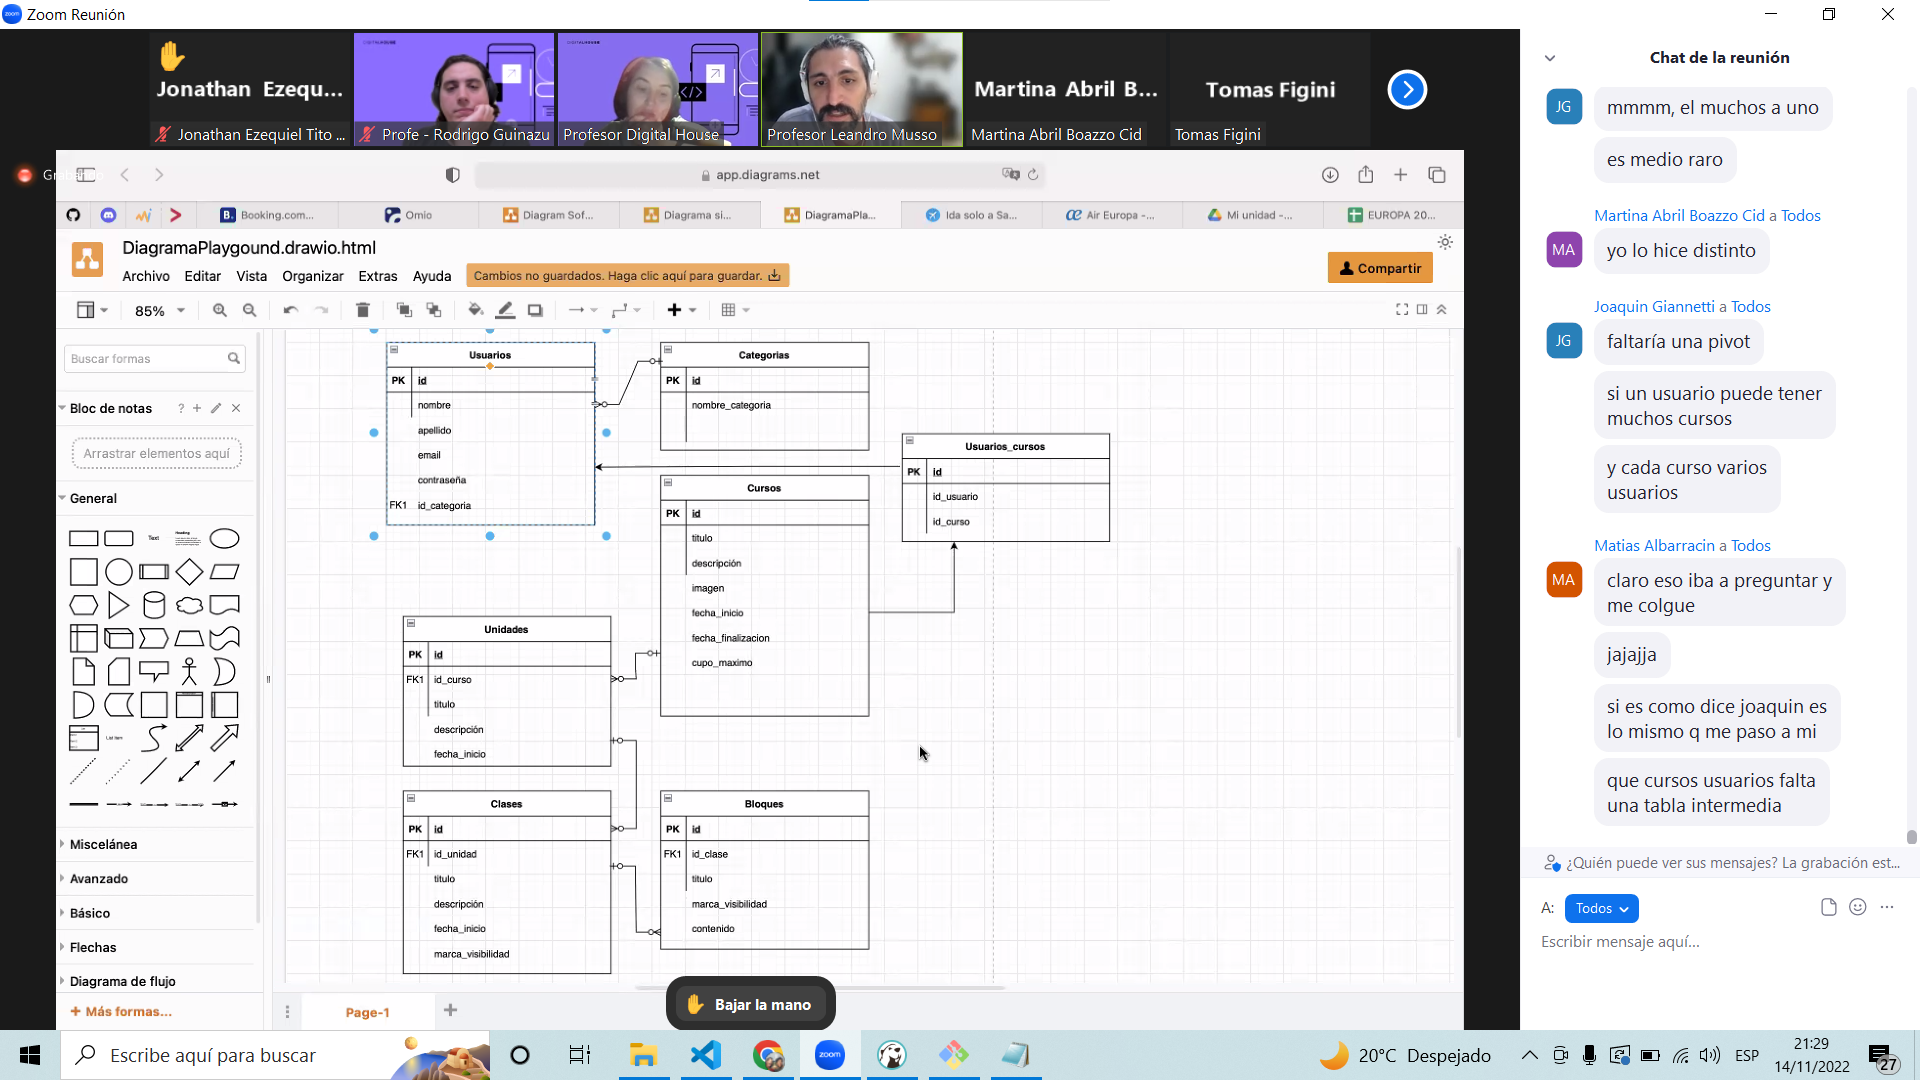 Zoom Reunión
Jonathan Ezequ...
Jonathan Ezequiel Tito ...
Profe - Rodrigo Guinazu
Profesor Digital House
Profesor Leandro Musso
Martina Abril B...
Martina Abril Boazzo Cid
Tomas Figini
Tomas Figini
app.diagrams.net
Booking.com...
Omio
Diagram Sof...
Diagrama si...
DiagramaPla...
Ida solo a Sa...
Air Europa -...
Mi unidad -...
EUROPA 20...
DiagramaPlaygound.drawio.html
Archivo Editar Vista Organizar Extras Ayuda
Cambios no guardados. Haga clic aquí para guardar.
Compartir
85%
Buscar formas
Bloc de notas
Arrastrar elementos aquí
General
Text
Heading
List Item
Miscelánea
Avanzado
Básico
Flechas
Diagrama de flujo
+ Más formas...
Usuarios
PK id
nombre
apellido
email
contraseña
FK1 id_categoria
Categorias
PK id
nombre_categoria
Usuarios_cursos
PK id
id_usuario
id_curso
Cursos
PK id
titulo
descripción
imagen
fecha_inicio
fecha_finalizacion
cupo_maximo
Unidades
PK id
FK1 id_curso
titulo
descripción
fecha_inicio
Clases
PK id
FK1 id_unidad
titulo
descripción
fecha_inicio
marca_visibilidad
Bloques
PK id
FK1 id_clase
titulo
marca_visibilidad
contenido
Page-1
Bajar la mano
Chat de la reunión
JG
mmmm, el muchos a uno
es medio raro
Martina Abril Boazzo Cid a Todos
MA
yo lo hice distinto
Joaquin Giannetti a Todos
JG
faltaría una pivot
si un usuario puede tener
muchos cursos
y cada curso varios
usuarios
Matias Albarracin a Todos
MA
claro eso iba a preguntar y
me colgue
jajajja
si es como dice joaquin es
lo mismo q me paso a mi
que cursos usuarios falta
una tabla intermedia
¿Quién puede ver sus mensajes? La grabación est...
A: Todos
Escribir mensaje aquí...
Escribe aquí para buscar
zoom
20°C Despejado
ESP
21:29
14/11/2022
27